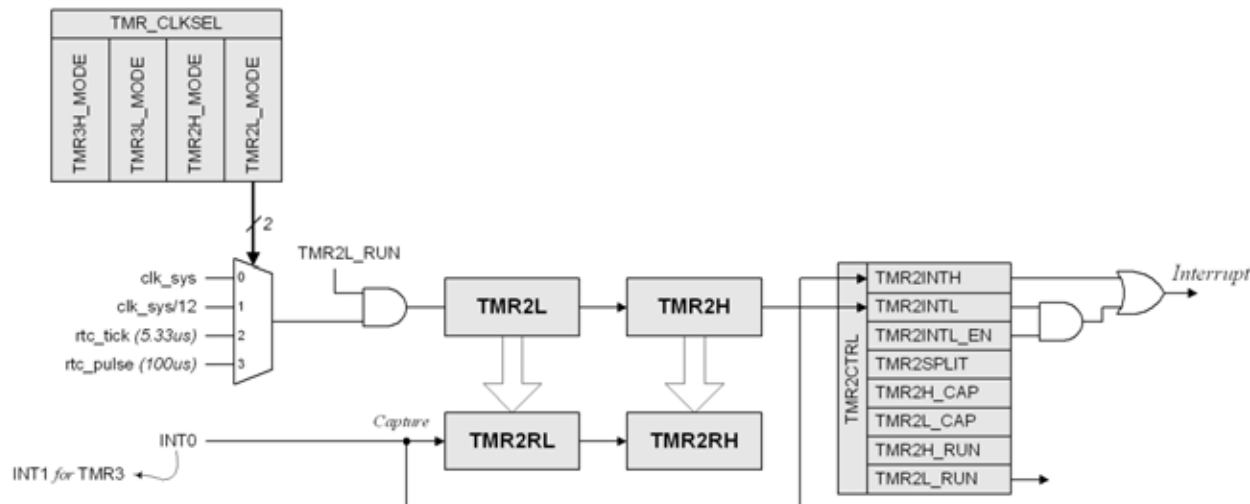 TMR_CLKSEL
TMR3H_MODE
TMR3L_MODE
TMR2H_MODE
TMR2L_MODE
2
TMR2L_RUN
clk_sys
0
clk_sys/12
1
rtc_tick (5.33us)
2
rtc_pulse (100us)
3
TMR2L
TMR2H
Capture
INT0
TMR2RL
TMR2RH
INT1 for TMR3
TMR2CTRL
TMR2INTH
TMR2INTL
TMR2INTL_EN
TMR2SPLIT
TMR2H_CAP
TMR2L_CAP
TMR2H_RUN
TMR2L_RUN
Interrupt